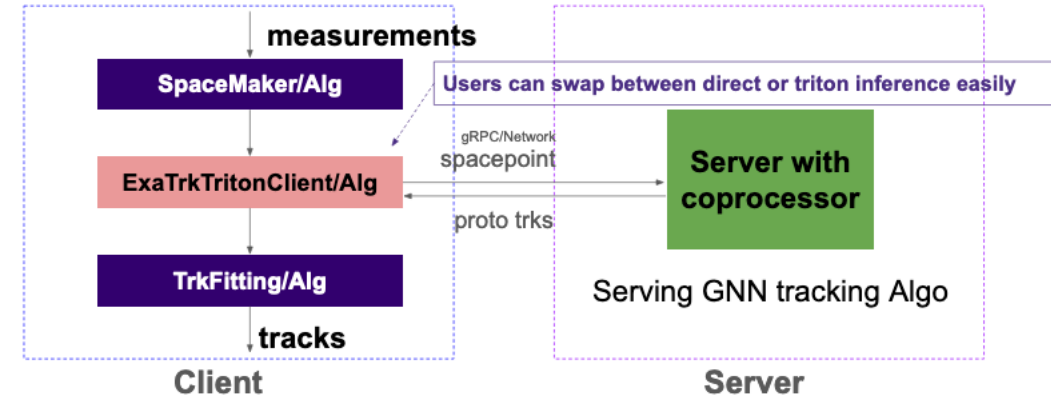 measurements
SpaceMaker/Alg
Users can swap between direct or triton inference easily
gRPC/Network
spacepoint
ExaTrkTritonClient/Alg
proto trks
Server with
coprocessor
TrkFitting/Alg
Serving GNN tracking Algo
tracks
Client
Server